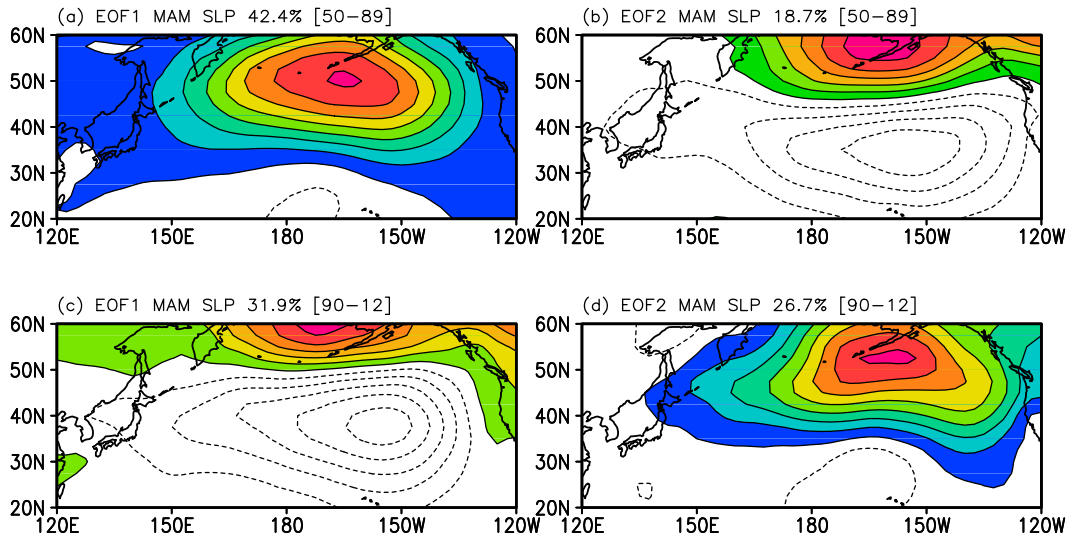 (a) EOF1 MAM SLP 42.4% [50−89]
60N
50N
40N
30N
20N
120E 150E 180 150W 120W
(b) EOF2 MAM SLP 18.7% [50−89]
60N
50N
40N
30N
20N
120E 150E 180 150W 120W
(c) EOF1 MAM SLP 31.9% [90−12]
60N
50N
40N
30N
20N
120E 150E 180 150W 120W
(d) EOF2 MAM SLP 26.7% [90−12]
60N
50N
40N
30N
20N
120E 150E 180 150W 120W